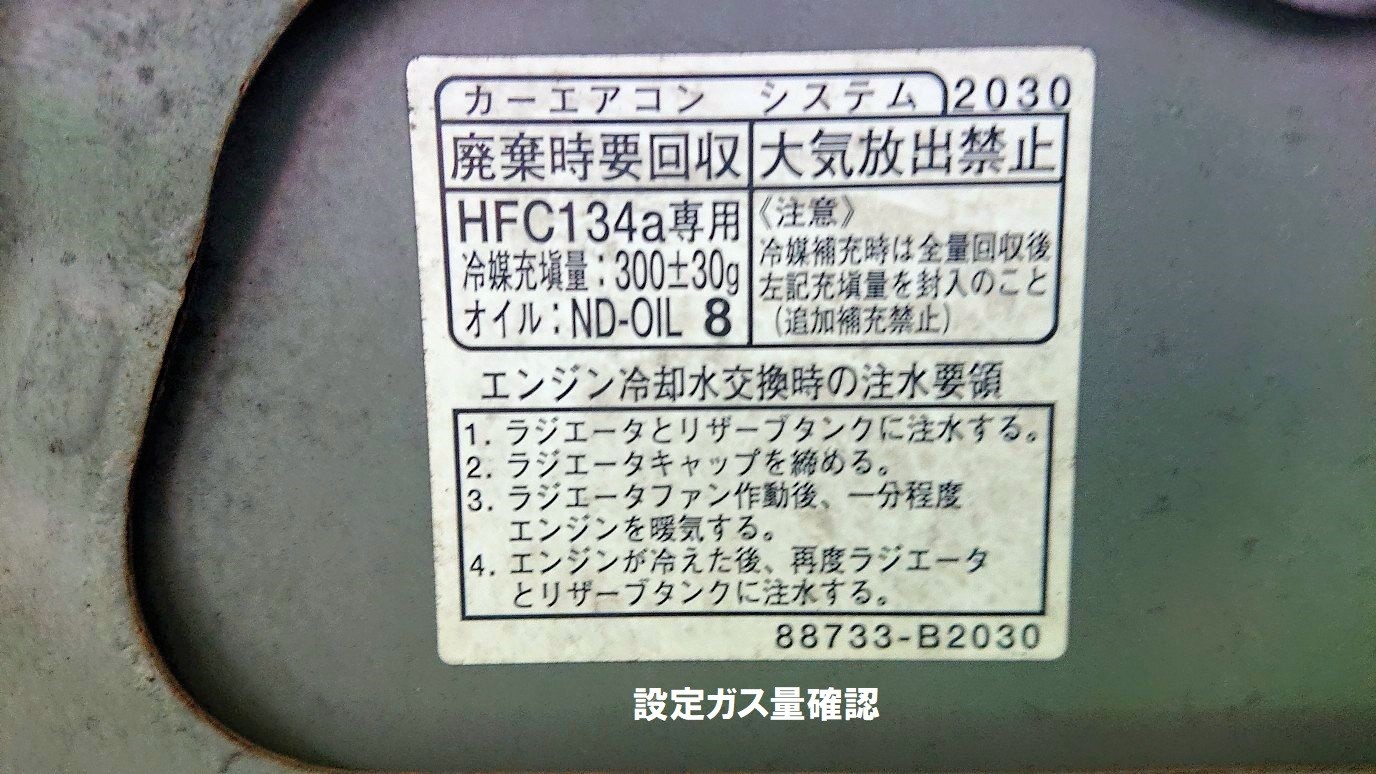 カーエアコン システム 2030
廃棄時要回収 大気放出禁止
HFC134a専用
冷媒充填量：300±30g
オイル：ND-OIL 8
《注意》
冷媒補充時は全量回収後
左記充填量を封入のこと
(追加補充禁止)
エンジン冷却水交換時の注水要領
1. ラジエータとリザーブタンクに注水する。
2. ラジエータキャップを締める。
3. ラジエータファン作動後、一分程度
エンジンを暖気する。
4. エンジンが冷えた後、再度ラジエータ
とリザーブタンクに注水する。
88733-B2030
設定ガス量確認